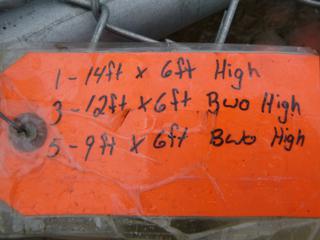 1-14ft x 6ft High
3-12ft x 6ft Bwo High
5-9ft x 6ft Bwo High